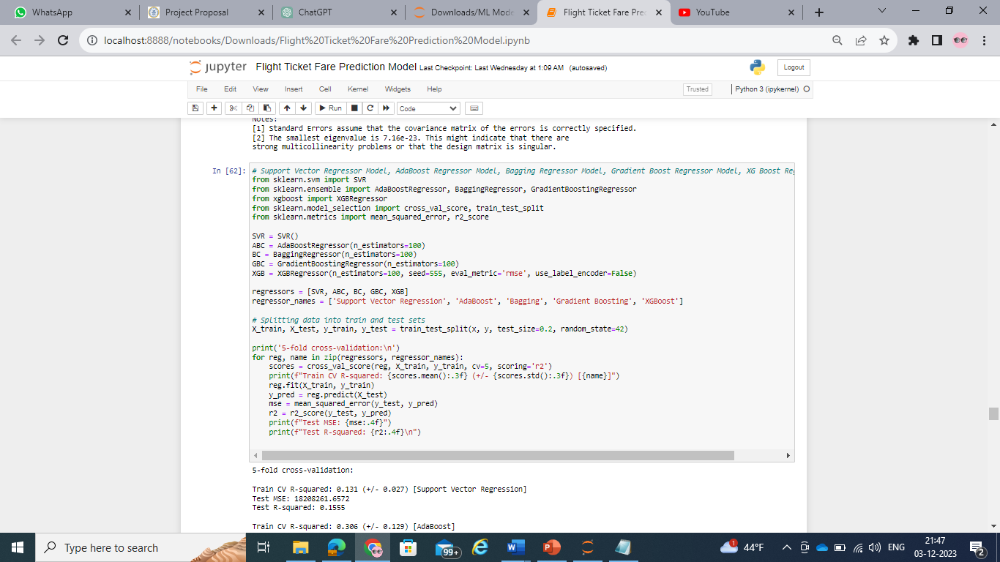 WhatsApp
Project Proposal
ChatGPT
Downloads/ML Mode
Flight Ticket Fare Pre
YouTube
localhost:8888/notebooks/Downloads/Flight%20Ticket%20Fare%20Prediction%20Model.ipynb
jupyter Flight Ticket Fare Prediction Model Last Checkpoint: Last Wednesday at 1:09 AM (autosaved)
Logout
File Edit View Insert Cell Kernel Widgets Help
Trusted
Python 3 (ipykernel)
Run
Code
Notes:
[1] Standard Errors assume that the covariance matrix of the errors is correctly specified.
[2] The smallest eigenvalue is 7.16e-23. This might indicate that there are
strong multicollinearity problems or that the design matrix is singular.
In [62]:
# Support Vector Regressor Model, AdaBoost Regressor Model, Bagging Regressor Model, Gradient Boost Regressor Model, XG Boost Reg
from sklearn.svm import SVR
from sklearn.ensemble import AdaBoostRegressor, BaggingRegressor, GradientBoostingRegressor
from xgboost import XGBRegressor
from sklearn.model_selection import cross_val_score, train_test_split
from sklearn.metrics import mean_squared_error, r2_score
SVR = SVR()
ABC = AdaBoostRegressor(n_estimators=100)
BC = BaggingRegressor(n_estimators=100)
GBC = GradientBoostingRegressor(n_estimators=100)
XGB = XGBRegressor(n_estimators=100, seed=555, eval_metric='rmse', use_label_encoder=False)
regressors = [SVR, ABC, BC, GBC, XGB]
regressor_names = ['Support Vector Regression', 'AdaBoost', 'Bagging', 'Gradient Boosting', 'XGBoost']
# Splitting data into train and test sets
X_train, X_test, y_train, y_test = train_test_split(x, y, test_size=0.2, random_state=42)
print('5-fold cross-validation:\n')
for reg, name in zip(regressors, regressor_names):
    scores = cross_val_score(reg, X_train, y_train, cv=5, scoring='r2')
    print(f"Train CV R-squared: {scores.mean():.3f} (+/- {scores.std():.3f}) [{name}]")
    reg.fit(X_train, y_train)
    y_pred = reg.predict(X_test)
    mse = mean_squared_error(y_test, y_pred)
    r2 = r2_score(y_test, y_pred)
    print(f"Test MSE: {mse:.4f}")
    print(f"Test R-squared: {r2:.4f}\n")
5-fold cross-validation:
Train CV R-squared: 0.131 (+/- 0.027) [Support Vector Regression]
Test MSE: 18208261.6572
Test R-squared: 0.1555
Train CV R-squared: 0.306 (+/- 0.129) [AdaBoost]
Type here to search
99+
1
44°F
ENG
21:47
03-12-2023
2